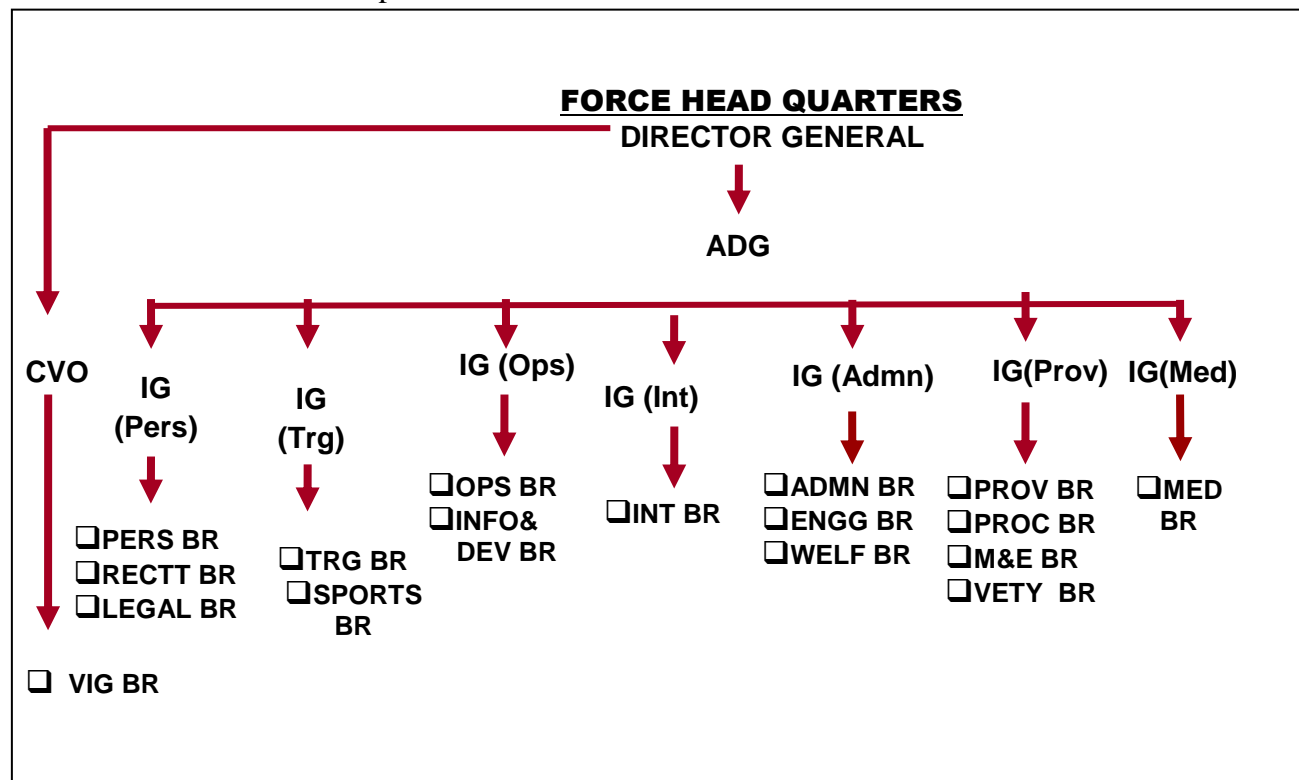 FORCE HEAD QUARTERS
DIRECTOR GENERAL
ADG
CVO
IG
(Pers)
IG
(Trg)
IG (Ops)
IG (Int)
IG (Admn)
IG(Prov)
IG(Med)
❑PERS BR
❑RECTT BR
❑LEGAL BR
❑TRG BR
❑SPORTS
BR
❑OPS BR
❑INFO&
DEV BR
❑INT BR
❑ADMN BR
❑ENGG BR
❑WELF BR
❑PROV BR
❑PROC BR
❑M&E BR
❑VETY BR
❑MED
BR
❑ VIG BR